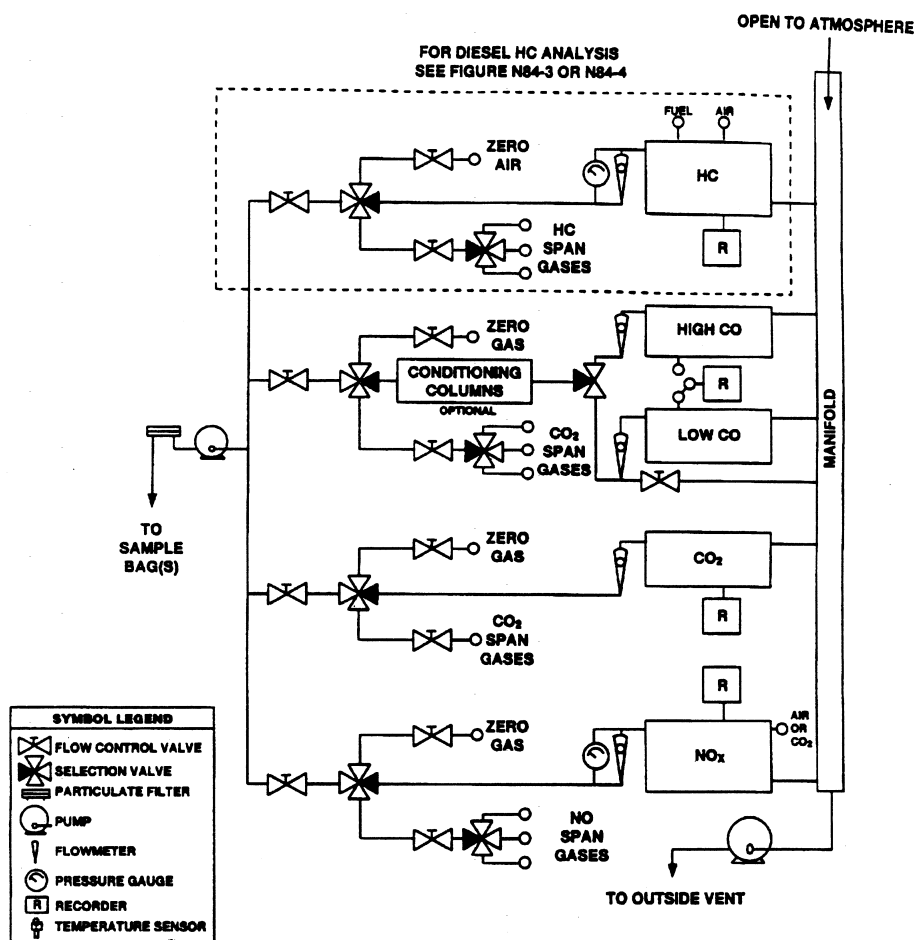 OPEN TO ATMOSPHERE
FOR DIESEL HC ANALYSIS
SEE FIGURE N84-3 OR N84-4
FUEL
AIR
ZERO
AIR
HC
R
HC
SPAN
GASES
ZERO
GAS
HIGH CO
CONDITIONING
COLUMNS
OPTIONAL
R
LOW CO
CO₂
SPAN
GASES
MANIFOLD
TO
SAMPLE
BAG(S)
ZERO
GAS
CO₂
R
CO₂
SPAN
GASES
R
ZERO
GAS
AIR
OR
CO₂
NOx
NO
SPAN
GASES
TO OUTSIDE VENT
SYMBOL LEGEND
FLOW CONTROL VALVE
SELECTION VALVE
PARTICULATE FILTER
PUMP
FLOWMETER
PRESSURE GAUGE
R RECORDER
TEMPERATURE SENSOR